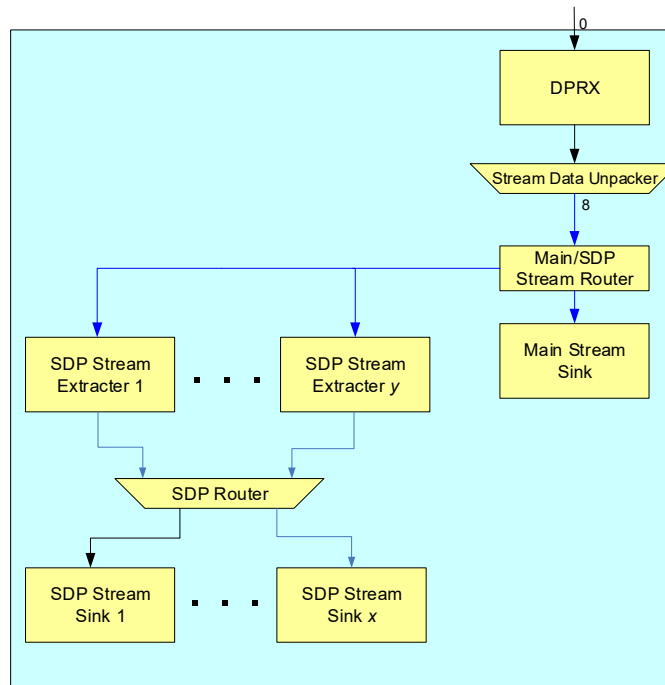 0
DPRX
Stream Data Unpacker
8
Main/SDP
Stream Router
Main Stream
Sink
SDP Stream
Extracter 1
SDP Stream
Extracter y
SDP Router
SDP Stream
Sink 1
SDP Stream
Sink x